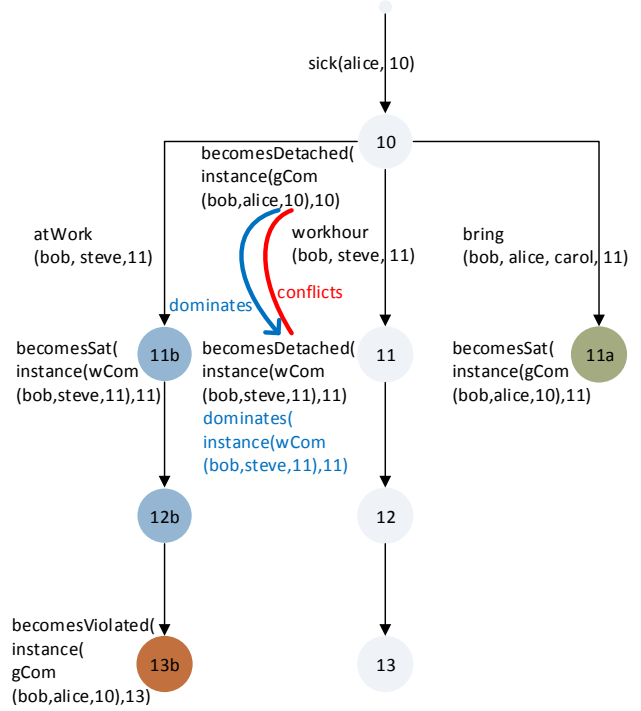 sick(alice, 10)
10
becomesDetached(
instance(gCom
(bob,alice,10),10)
atWork
(bob, steve,11)
workhour
(bob, steve, 11)
bring
(bob, alice, carol, 11)
dominates
conflicts
11b
11
11a
becomesSat(
instance(wCom
(bob,steve,11),11)
becomesDetached(
instance(wCom
(bob,steve,11),11)
dominates(
instance(wCom
(bob,steve,11),11)
becomesSat(
instance(gCom
(bob,alice,10),11)
12b
12
becomesViolated(
instance(
gCom
(bob,alice,10),13)
13b
13